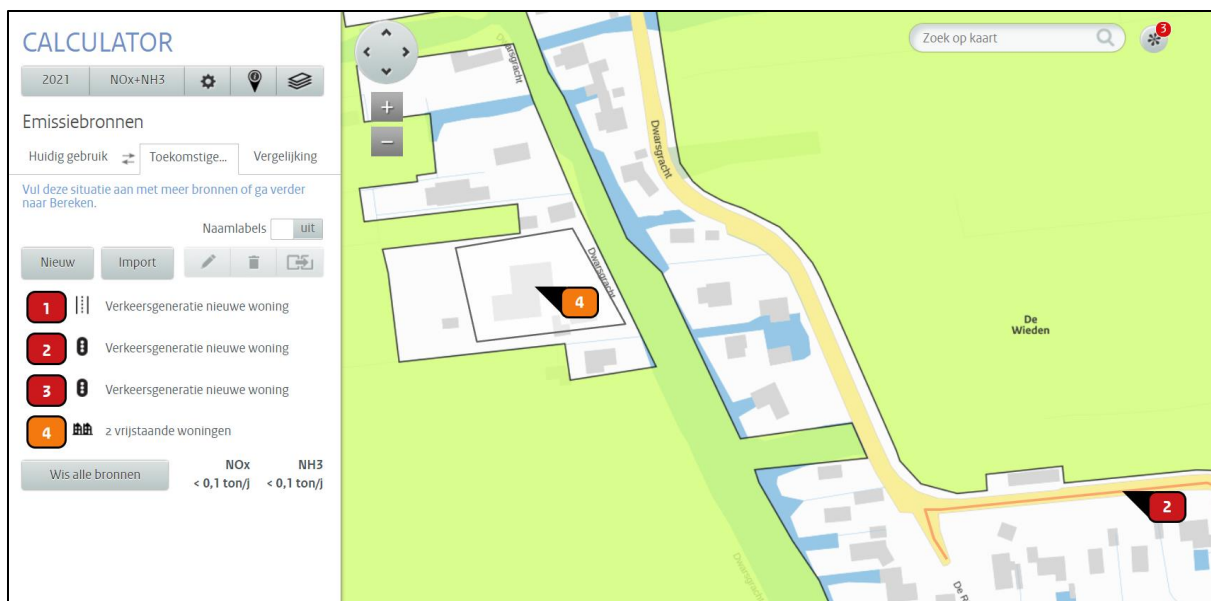 CALCULATOR
2021 NOx+NH3
Emissiebronnen
Huidig gebruik Toekomstige... Vergelijking
Vul deze situatie aan met meer bronnen of ga verder
naar Bereken.
Naamlabels uit
Nieuw Import
1 Verkeersgeneratie nieuwe woning
2 Verkeersgeneratie nieuwe woning
3 Verkeersgeneratie nieuwe woning
4 2 vrijstaande woningen
Wis alle bronnen
NOx NH3
< 0,1 ton/j < 0,1 ton/j
+
−
Zoek op kaart
3
Dwarsgracht
Dwarsgracht
Dwarsgracht
4
De
Wieden
2
Dwarsgracht
De R